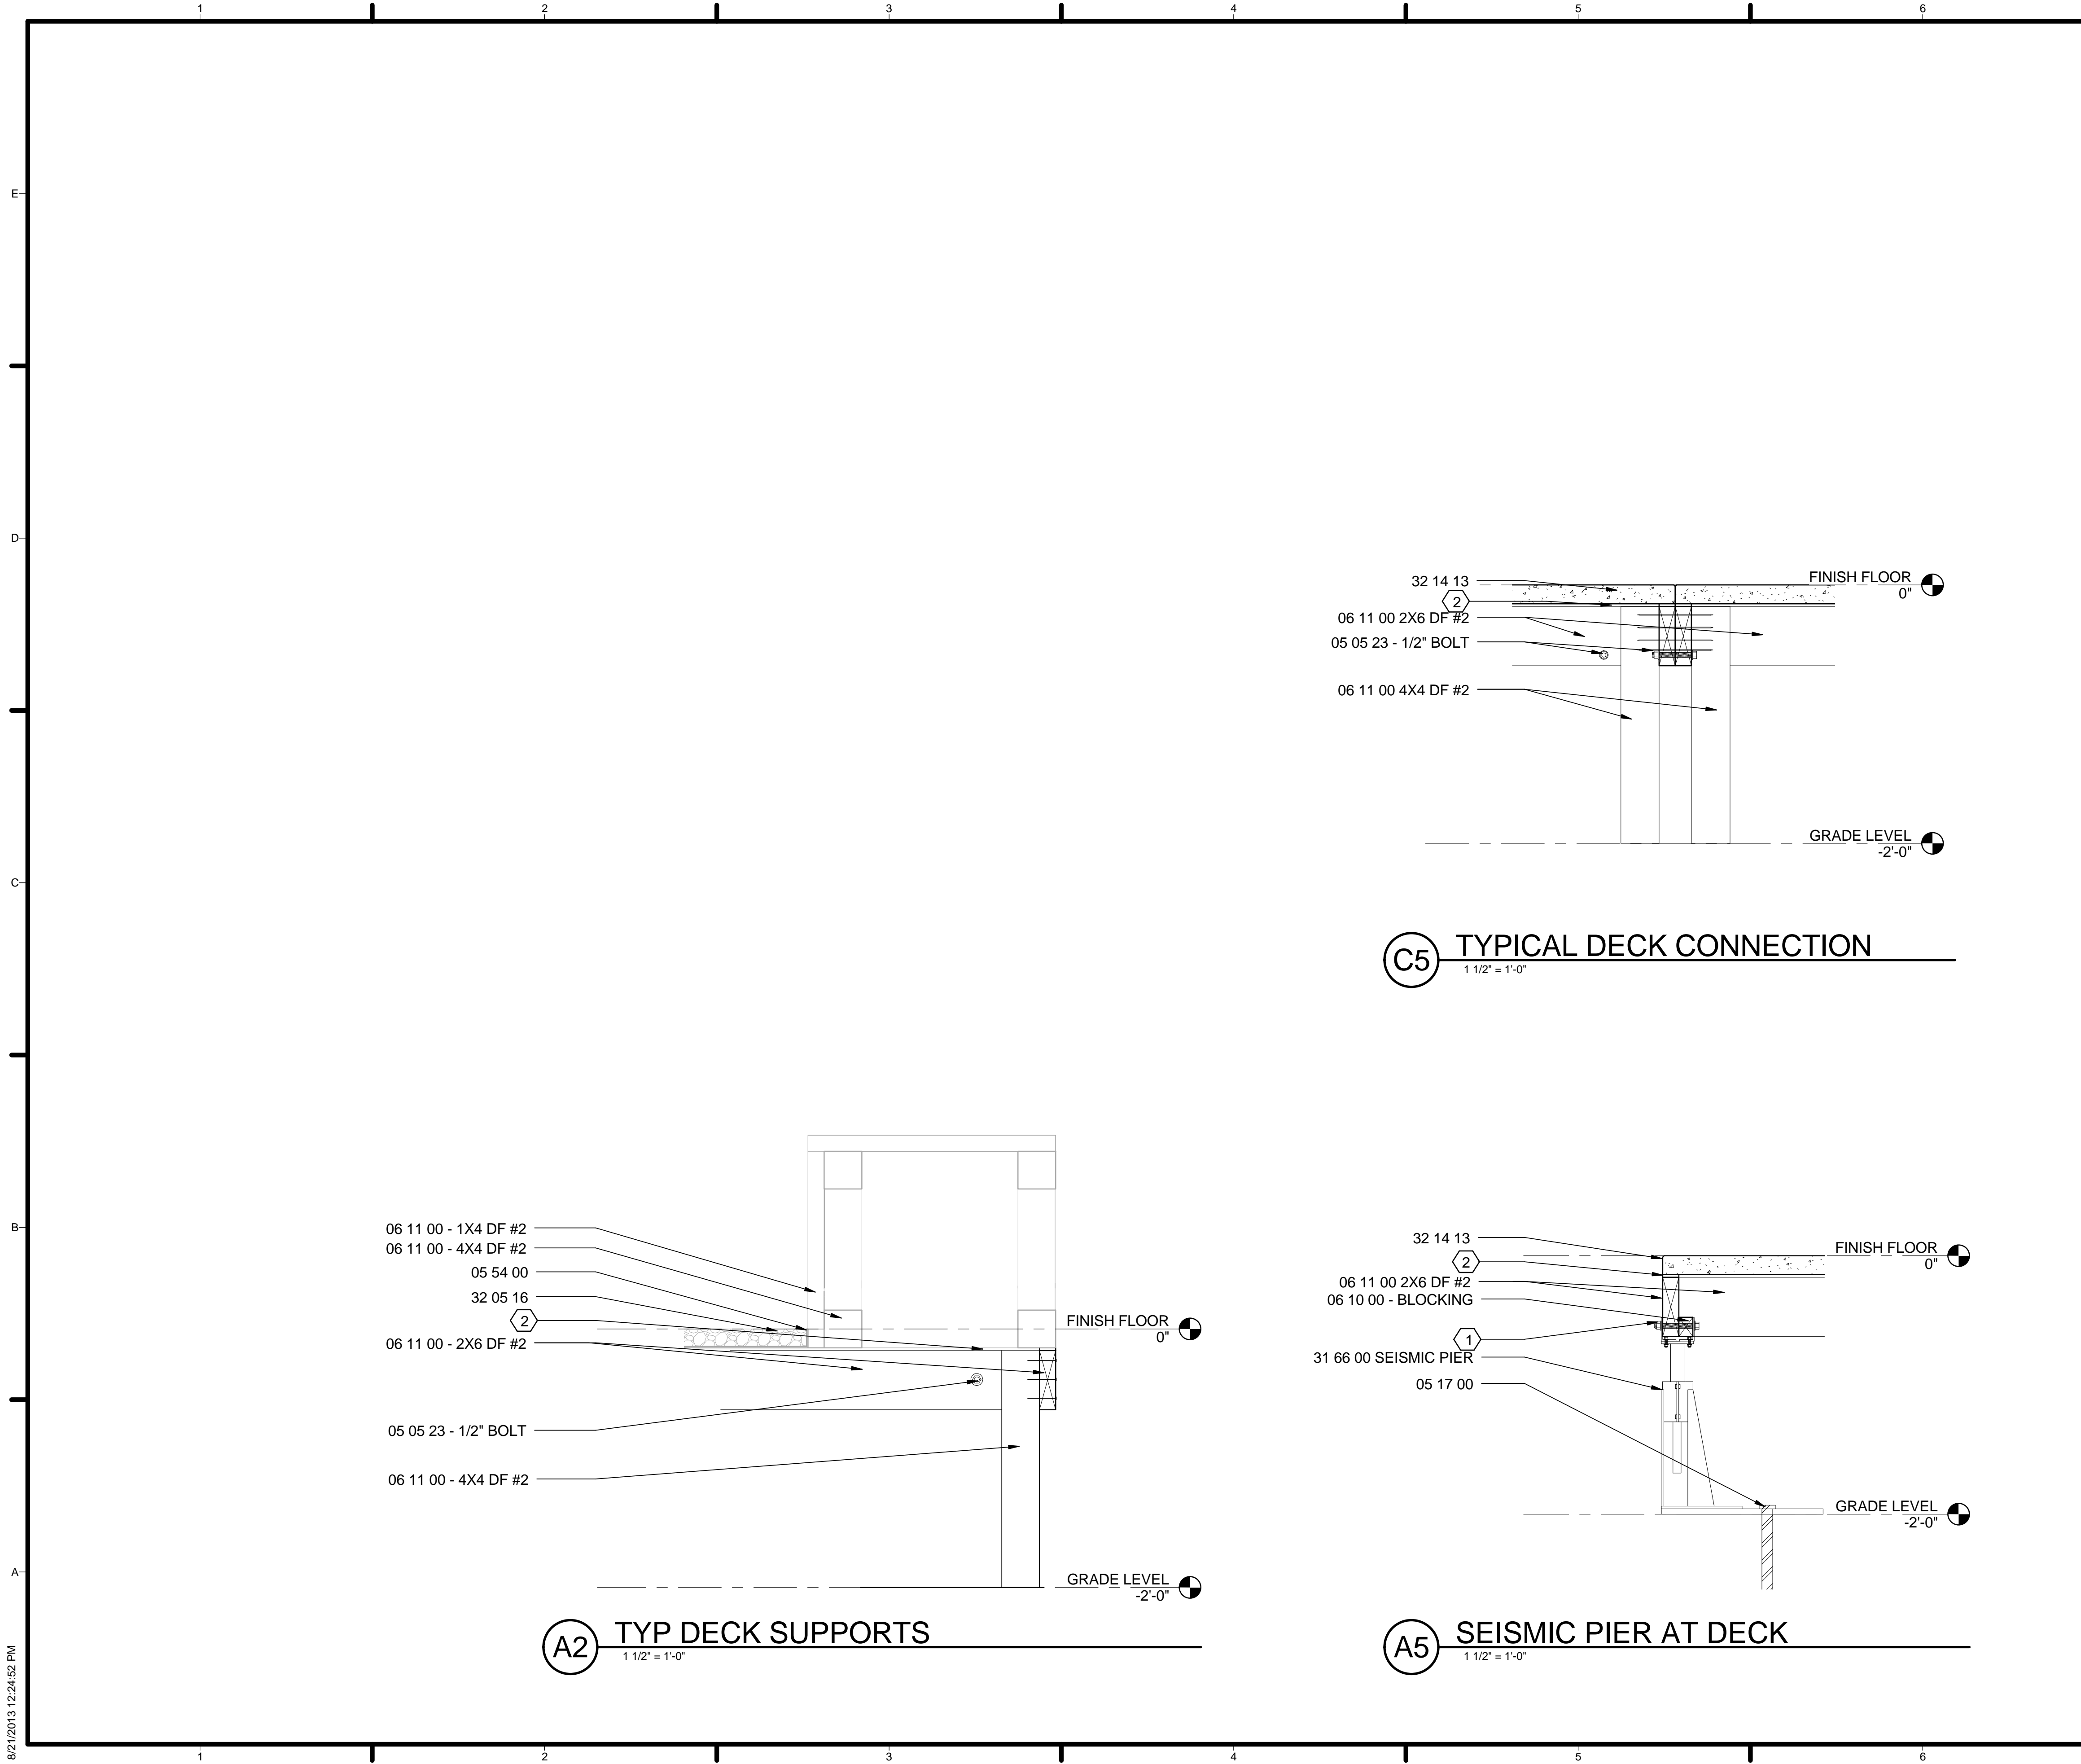 1 2 3 4 5 6
E
D
C
B
A
32 14 13
2
06 11 00 2X6 DF #2
05 05 23 - 1/2" BOLT
06 11 00 4X4 DF #2
FINISH FLOOR
0"
GRADE LEVEL
-2'-0"
C5 TYPICAL DECK CONNECTION
1 1/2" = 1'-0"
06 11 00 - 1X4 DF #2
06 11 00 - 4X4 DF #2
05 54 00
32 05 16
2
06 11 00 - 2X6 DF #2
05 05 23 - 1/2" BOLT
06 11 00 - 4X4 DF #2
FINISH FLOOR
0"
GRADE LEVEL
-2'-0"
A2 TYP DECK SUPPORTS
1 1/2" = 1'-0"
32 14 13
2
06 11 00 2X6 DF #2
06 10 00 - BLOCKING
1
31 66 00 SEISMIC PIER
05 17 00
FINISH FLOOR
0"
GRADE LEVEL
-2'-0"
A5 SEISMIC PIER AT DECK
1 1/2" = 1'-0"
8/21/2013 12:24:52 PM
1 2 3 4 5 6